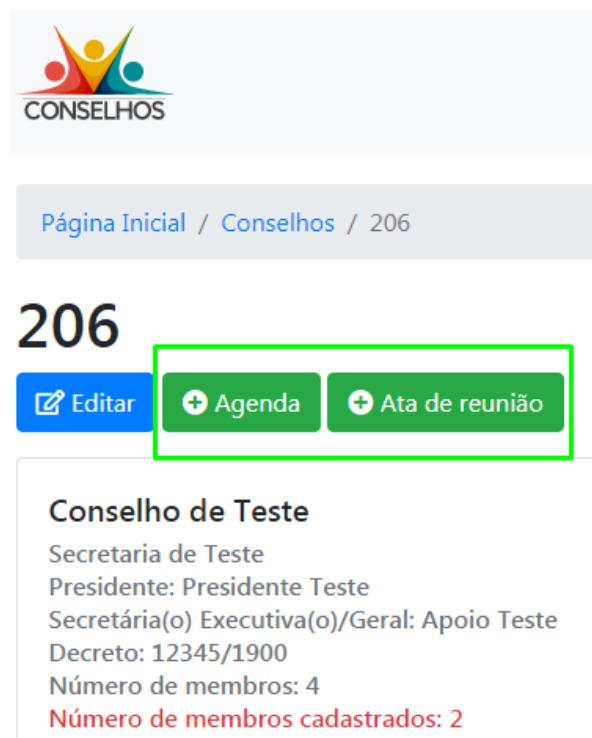 CONSELHOS
Página Inicial / Conselhos / 206
206
Editar Agenda Ata de reunião
Conselho de Teste
Secretaria de Teste
Presidente: Presidente Teste
Secretária(o) Executiva(o)/Geral: Apoio Teste
Decreto: 12345/1900
Número de membros: 4
Número de membros cadastrados: 2